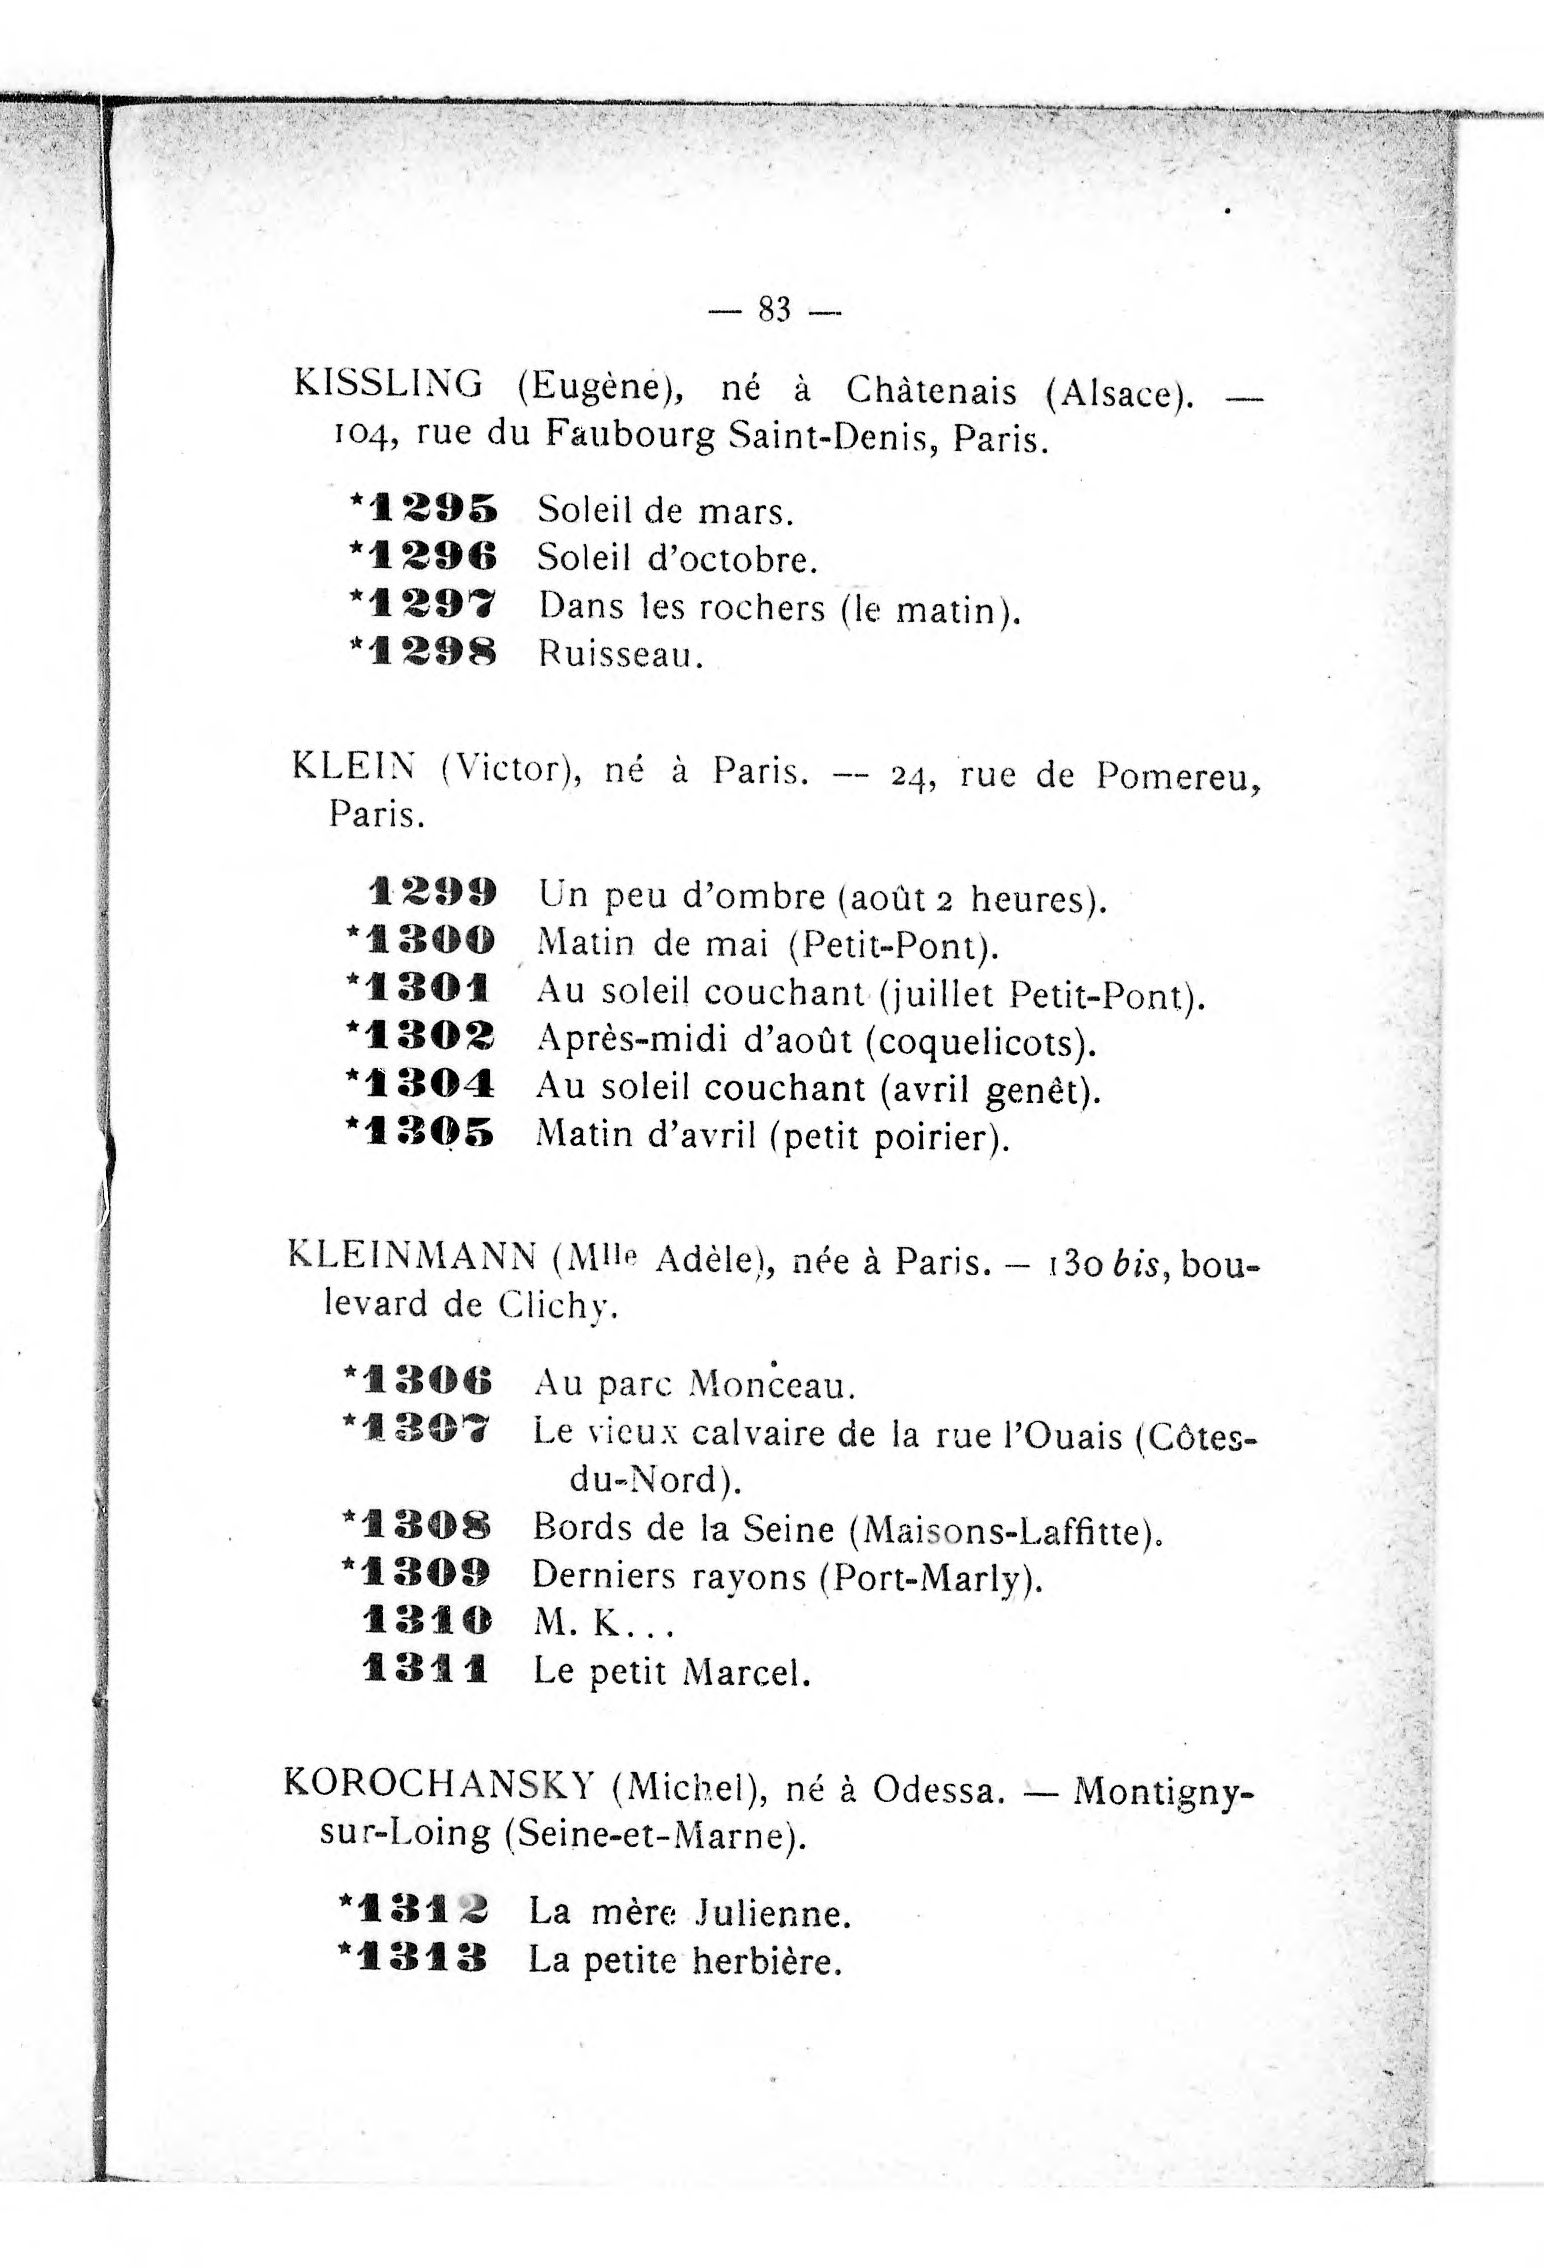 — 83 —
KISSLING (Eugène), né à Châtenais (Alsace). —
104, rue du Faubourg Saint-Denis, Paris.
*1295 Soleil de mars.
*1296 Soleil d'octobre.
*1297 Dans les rochers (le matin).
*1298 Ruisseau.
KLEIN (Victor), né à Paris. — 24, rue de Pomereu,
Paris.
1299 Un peu d'ombre (août 2 heures).
*1300 Matin de mai (Petit-Pont).
*1301 Au soleil couchant (juillet Petit-Pont).
*1302 Après-midi d'août (coquelicots).
*1304 Au soleil couchant (avril genêt).
*1305 Matin d'avril (petit poirier).
KLEINMANN (Mlle Adèle), née à Paris. — 130 bis, bou-
levard de Clichy.
*1306 Au parc Monceau.
*1307 Le vieux calvaire de la rue l'Ouais (Côtes-
du-Nord).
*1308 Bords de la Seine (Maisons-Laffitte).
*1309 Derniers rayons (Port-Marly).
1310 M. K...
1311 Le petit Marcel.
KOROCHANSKY (Michel), né à Odessa. — Montigny-
sur-Loing (Seine-et-Marne).
*1312 La mère Julienne.
*1313 La petite herbière.